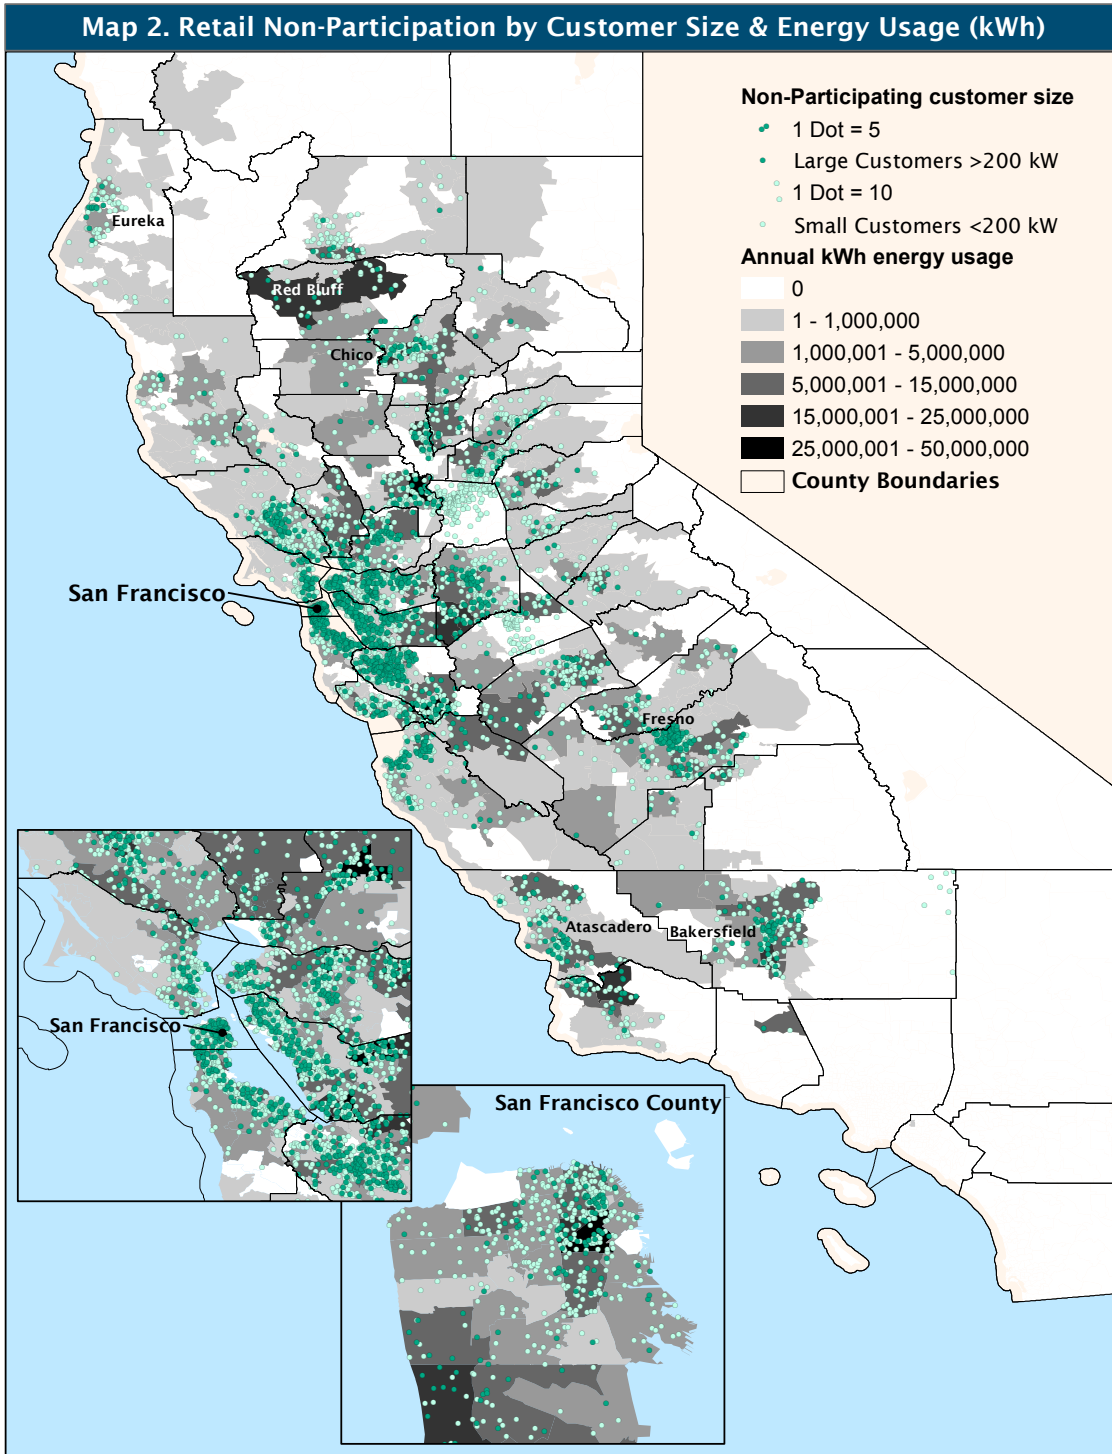 Map 2. Retail Non-Participation by Customer Size & Energy Usage (kWh)
Non-Participating customer size
1 Dot = 5
Large Customers >200 kW
1 Dot = 10
Small Customers <200 kW
Annual kWh energy usage
0
1 - 1,000,000
1,000,001 - 5,000,000
5,000,001 - 15,000,000
15,000,001 - 25,000,000
25,000,001 - 50,000,000
County Boundaries
Eureka
Red Bluff
Chico
San Francisco
Fresno
Atascadero
Bakersfield
San Francisco
San Francisco County